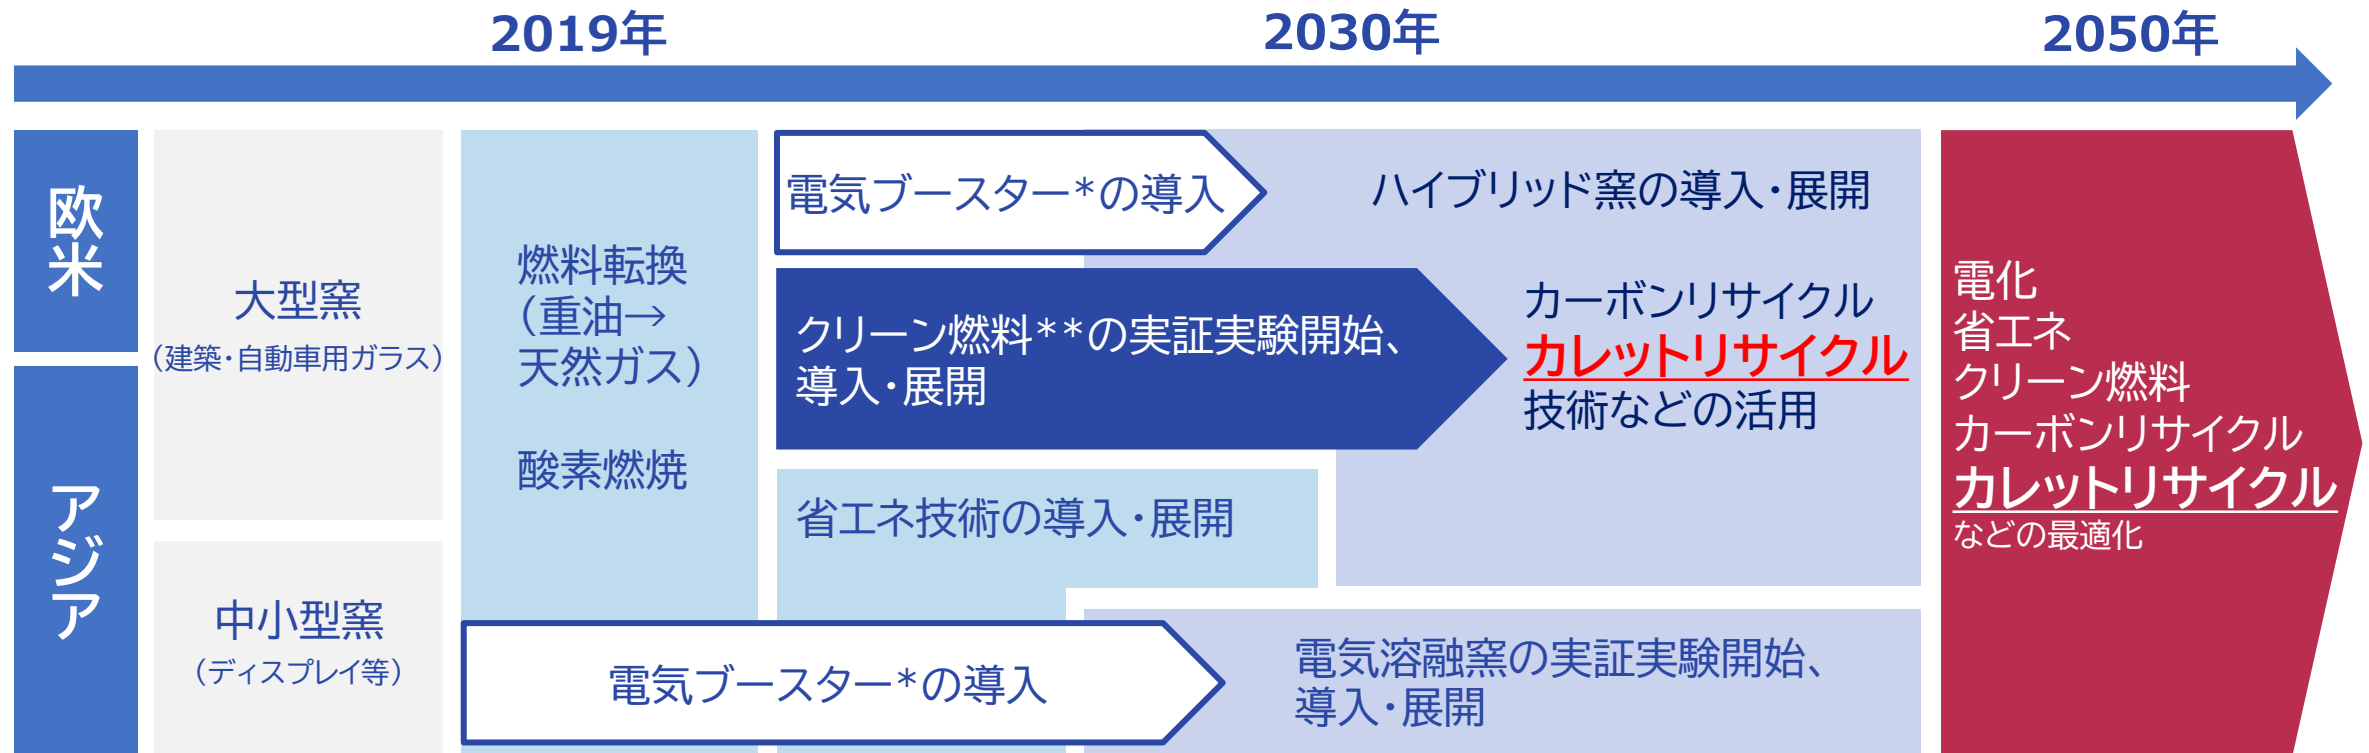 2019年
2030年
2050年
欧米
アジア
大型窯
（建築・自動車用ガラス）
中小型窯
（ディスプレイ等）
燃料転換
（重油→
天然ガス）
酸素燃焼
電気ブースター*の導入
クリーン燃料**の実証実験開始、
導入・展開
省エネ技術の導入・展開
電気ブースター*の導入
ハイブリッド窯の導入・展開
カーボンリサイクル
カレットリサイクル
技術などの活用
電気溶融窯の実証実験開始、
導入・展開
電化
省エネ
クリーン燃料
カーボンリサイクル
カレットリサイクル
などの最適化